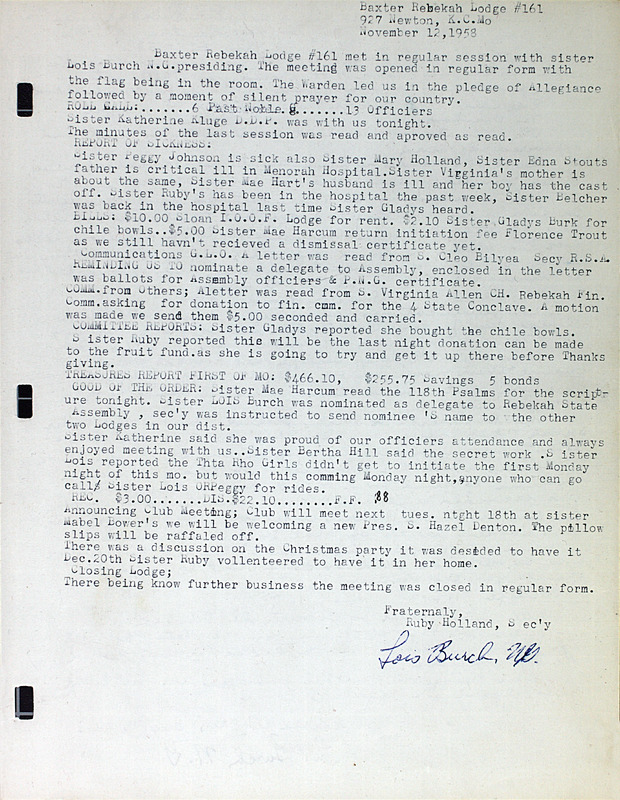 Baxter Rebekah Lodge #161
927 Newton, K.C.Mo
November 12,1958
Baxter Rebekah Lodge #161 met in regular session with sister
Lois Burch N.G.presiding. The meeting was opened in regular form with
the flag being in the room. The Warden led us in the pledge of Allegiance
followed by a moment of silent prayer for our country.
ROLL CALL:.......6 Past Noble g.......13 Officiers
Sister Katherine Kluge D.D.P. was with us tonight.
The minutes of the last session was read and aproved as read.
REPORT OF SICKNESS:
Sister Peggy Johnson is sick also Sister Mary Holland, Sister Edna Stouts
father is critical ill in Menorah Hospital.Sister Virginia's mother is
about the same, Sister Mae Hart's husband is ill and her boy has the cast
off. Sister Ruby's has been in the hospital the past week, Sister Belcher
was back in the hospital last time Sister Gladys heard.
BILLS: $10.00 Sloan I.O.O.F. Lodge for rent. $2.10 Sister Gladys Burk for
chile bowls..$5.00 Sister Mae Harcum return initiation fee Florence Trout
as we still havn't recieved a dismissal certificate yet.
Communications G.L.O. A letter was read from S. Cleo Bilyea Secy R.S.A.
REMINDING US TO nominate a delegate to Assembly, enclosed in the letter
was ballots for Assembly officiers & P.N.G. certificate.
COMM.from Others; Aletter was read from S. Virginia Allen CH. Rebekah Fin.
Comm.asking for donation to fin. cmm. for the 4 State Conclave. A motion
was made we send them $5.00 seconded and carried.
COMMITTEE REPORTS: Sister Gladys reported she bought the chile bowls.
S ister Ruby reported this will be the last night donation can be made
to the fruit fund.as she is going to try and get it up there before Thanks
giving.
TREASURES REPORT FIRST OF MO: $466.10, $255.75 Savings 5 bonds
GOOD OF THE ORDER: Sister Mae Harcum read the 118th Psalms for the script-
ure tonight. Sister LOIS Burch was nominated as delegate to Rebekah State
Assembly , sec'y was instructed to send nominee 'S name to the other
two Lodges in our dist.
Sister Katherine said she was proud of our officiers attendance and always
enjoyed meeting with us..Sister Bertha Hill said the secret work .S ister
Lois reported the Thta Rho Girls didn't get to initiate the first Monday
night of this mo. but would this comming Monday night,anyone who can go
call/ Sister Lois ORPeggy for rides.
REC. $3.00.......DIS.$22.10.........F.F. .88
Announcing Club Meeting; Club will meet next tues. ntght 18th at sister
Mabel Bower's we will be welcoming a new Pres. S. Hazel Denton. The pillow
slips will be raffaled off.
There was a discussion on the Christmas party it was desided to have it
Dec.20th Sister Ruby vollenteered to have it in her home.
Closing Lodge;
There being know further business the meeting was closed in regular form.
Fraternaly,
Ruby Holland, S ec'y
Lois Burch, N.G.